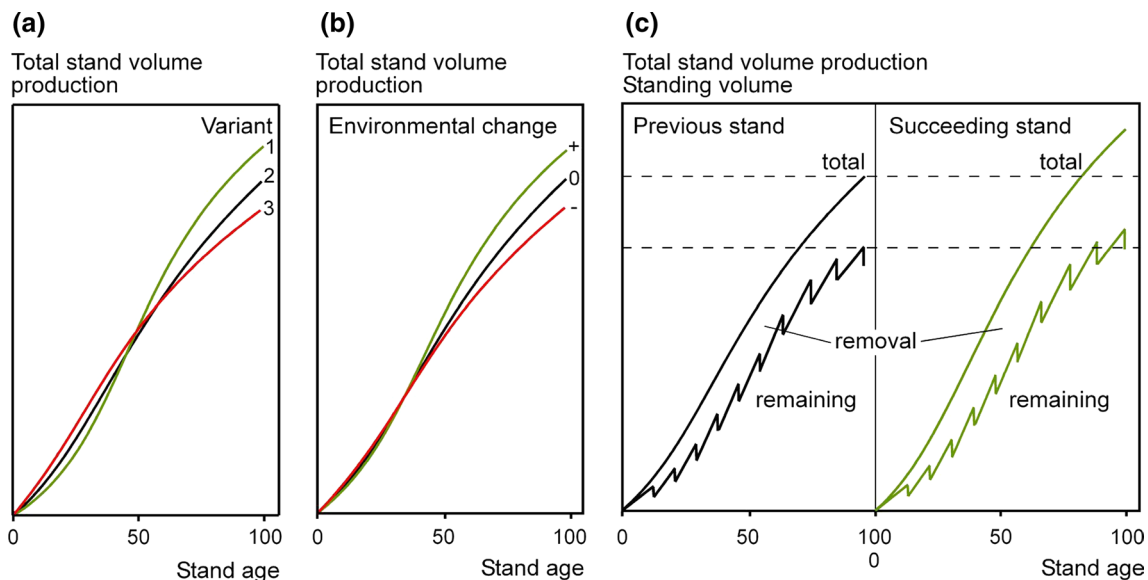 (a)
Total stand volume
production
Variant
1
2
3
0
50
100
Stand age
(b)
Total stand volume
production
Environmental change
+
0
-
0
50
100
Stand age
(c)
Total stand volume production
Standing volume
Previous stand
Succeeding stand
total
total
removal
remaining
remaining
0
50
100
0
50
100
Stand age